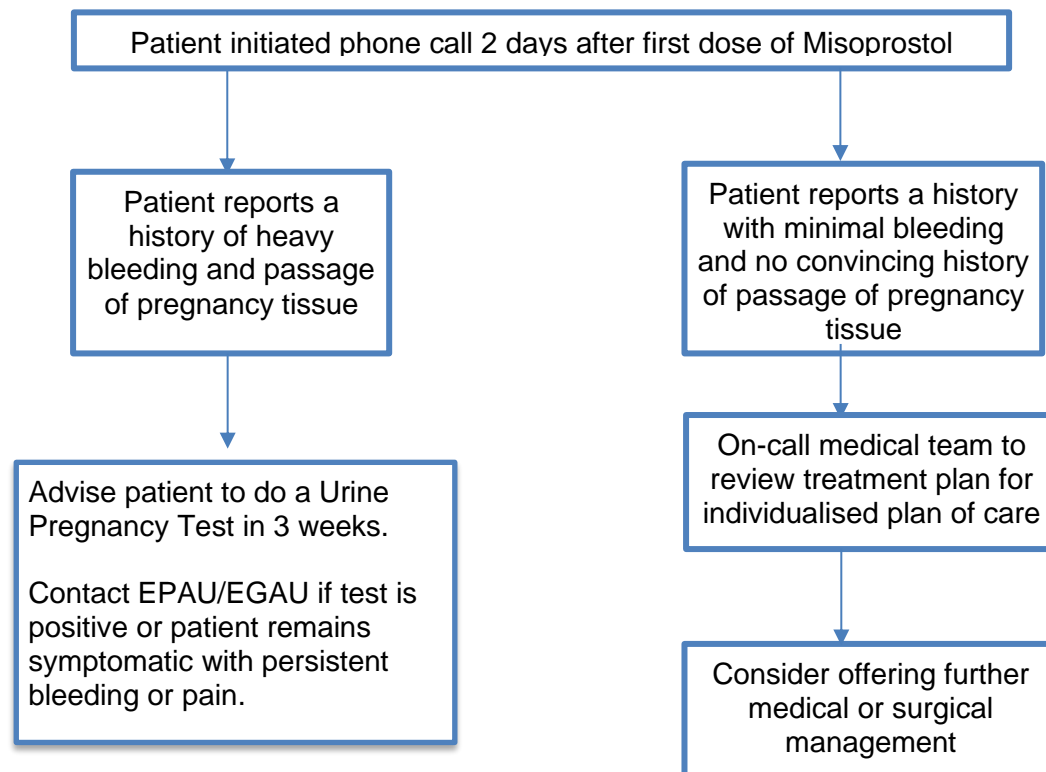 Patient initiated phone call 2 days after first dose of Misoprostol
Patient reports a
history of heavy
bleeding and passage
of pregnancy tissue
Advise patient to do a Urine
Pregnancy Test in 3 weeks.
Contact EPAU/EGAU if test is
positive or patient remains
symptomatic with persistent
bleeding or pain.
Patient reports a history
with minimal bleeding
and no convincing history
of passage of pregnancy
tissue
On-call medical team to
review treatment plan for
individualised plan of care
Consider offering further
medical or surgical
management